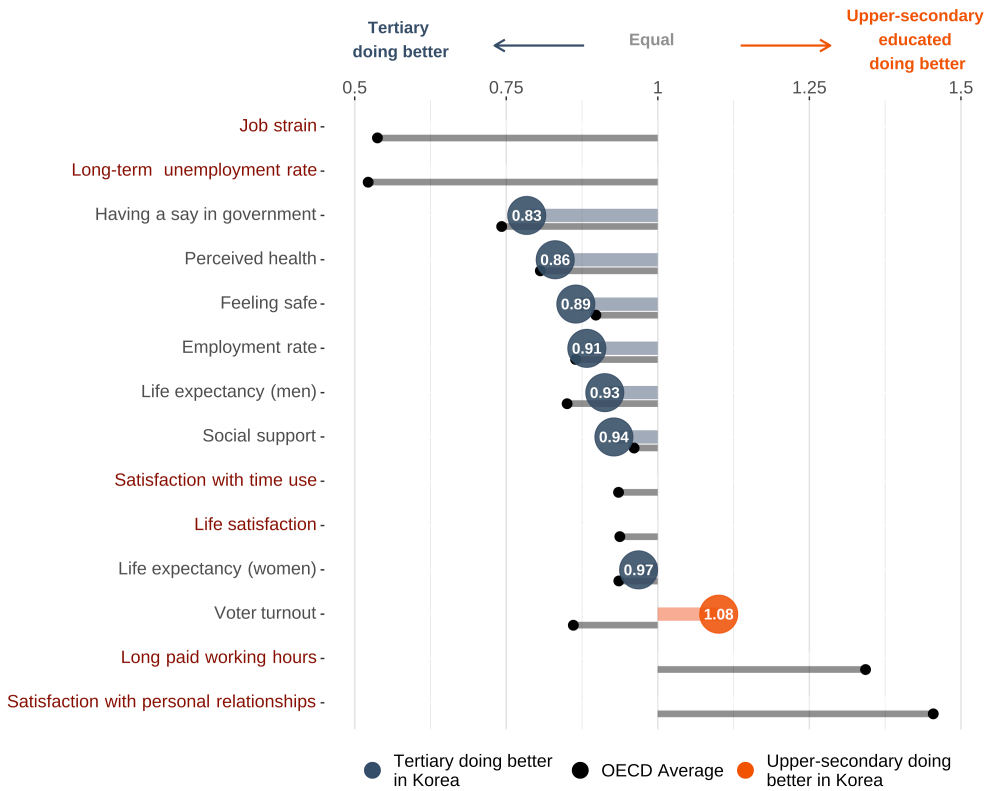 Tertiary
doing better
Equal
Upper-secondary
educated
doing better
0.5 0.75 1 1.25 1.5
Job strain
Long-term  unemployment rate
Having a say in government 0.83
Perceived health 0.86
Feeling safe 0.89
Employment rate 0.91
Life expectancy (men) 0.93
Social support 0.94
Satisfaction with time use
Life satisfaction
Life expectancy (women) 0.97
Voter turnout 1.08
Long paid working hours
Satisfaction with personal relationships
Tertiary doing better
in Korea
OECD Average
Upper-secondary doing
better in Korea